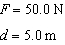 F = 50.0 N
d = 5.0 m